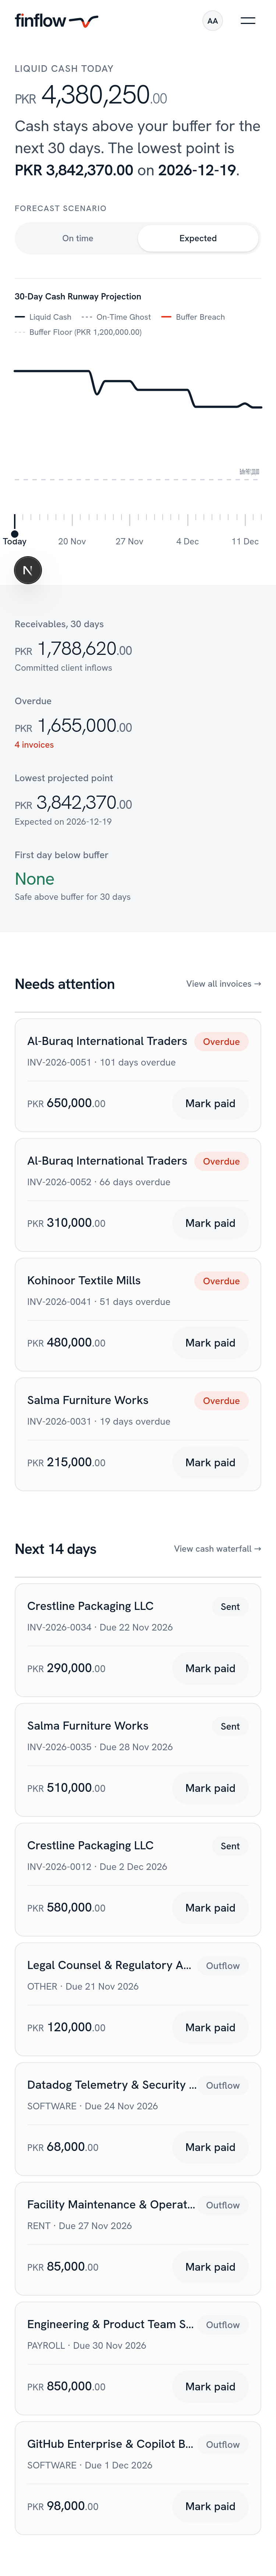 finflow
AA
LIQUID CASH TODAY
PKR 4,380,250.00
Cash stays above your buffer for the
next 30 days. The lowest point is
PKR 3,842,370.00 on 2026-12-19.
FORECAST SCENARIO
On time
Expected
30-Day Cash Runway Projection
Liquid Cash
On-Time Ghost
Buffer Breach
Buffer Floor (PKR 1,200,000.00)
Today
20 Nov
27 Nov
4 Dec
11 Dec
N
Receivables, 30 days
PKR 1,788,620.00
Committed client inflows
Overdue
PKR 1,655,000.00
4 invoices
Lowest projected point
PKR 3,842,370.00
Expected on 2026-12-19
First day below buffer
None
Safe above buffer for 30 days
Needs attention
View all invoices →
Al-Buraq International Traders
Overdue
INV-2026-0051 · 101 days overdue
PKR 650,000.00
Mark paid
Al-Buraq International Traders
Overdue
INV-2026-0052 · 66 days overdue
PKR 310,000.00
Mark paid
Kohinoor Textile Mills
Overdue
INV-2026-0041 · 51 days overdue
PKR 480,000.00
Mark paid
Salma Furniture Works
Overdue
INV-2026-0031 · 19 days overdue
PKR 215,000.00
Mark paid
Next 14 days
View cash waterfall →
Crestline Packaging LLC
Sent
INV-2026-0034 · Due 22 Nov 2026
PKR 290,000.00
Mark paid
Salma Furniture Works
Sent
INV-2026-0035 · Due 28 Nov 2026
PKR 510,000.00
Mark paid
Crestline Packaging LLC
Sent
INV-2026-0012 · Due 2 Dec 2026
PKR 580,000.00
Mark paid
Legal Counsel & Regulatory A...
Outflow
OTHER · Due 21 Nov 2026
PKR 120,000.00
Mark paid
Datadog Telemetry & Security ...
Outflow
SOFTWARE · Due 24 Nov 2026
PKR 68,000.00
Mark paid
Facility Maintenance & Operat...
Outflow
RENT · Due 27 Nov 2026
PKR 85,000.00
Mark paid
Engineering & Product Team S...
Outflow
PAYROLL · Due 30 Nov 2026
PKR 850,000.00
Mark paid
GitHub Enterprise & Copilot B...
Outflow
SOFTWARE · Due 1 Dec 2026
PKR 98,000.00
Mark paid